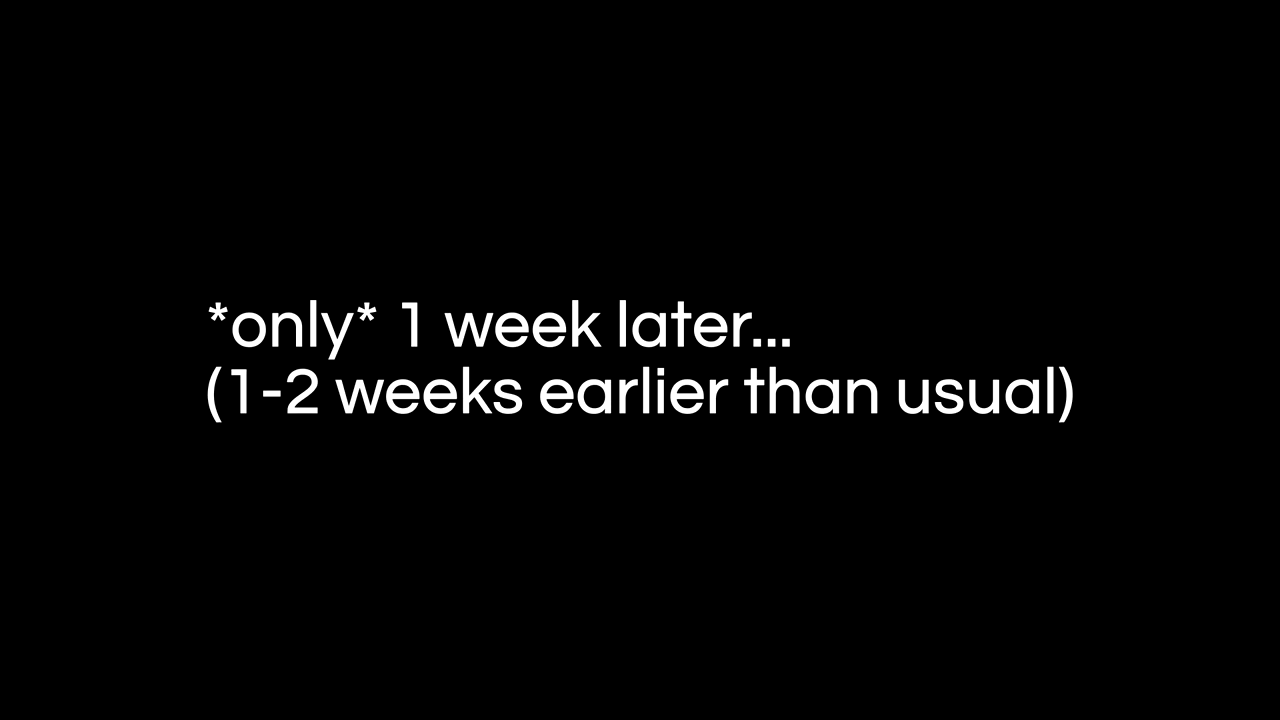 *only* 1 week later...
(1-2 weeks earlier than usual)